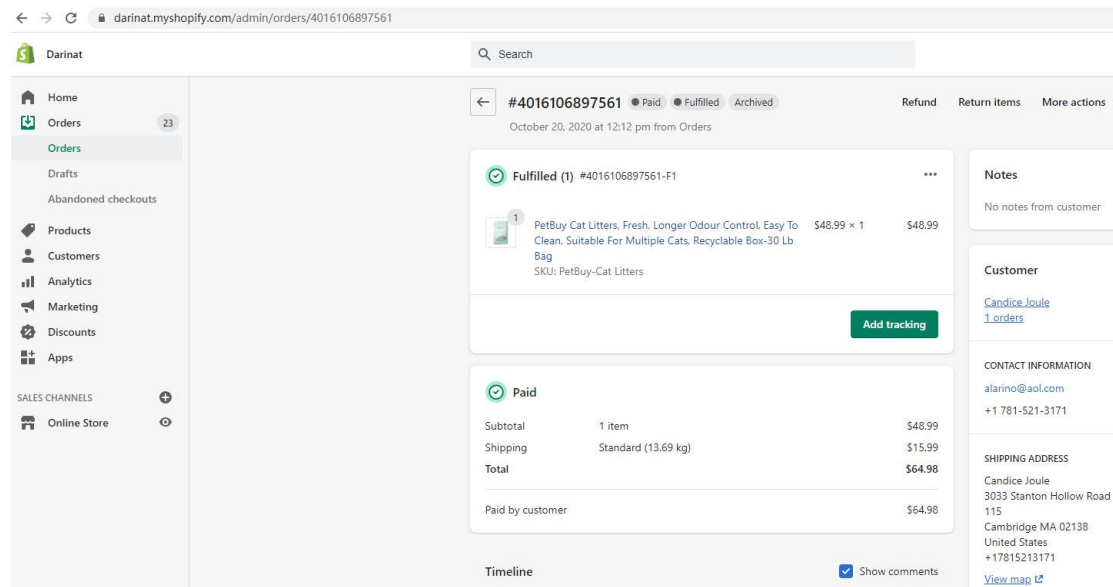 darinat.myshopify.com/admin/orders/4016106897561
Darinat
Search
Home
Orders 23
Orders
Drafts
Abandoned checkouts
Products
Customers
Analytics
Marketing
Discounts
Apps
SALES CHANNELS
Online Store
#4016106897561 Paid Fulfilled Archived
Refund Return items More actions
October 20, 2020 at 12:12 pm from Orders
Fulfilled (1) #4016106897561-F1
1
PetBuy Cat Litters, Fresh, Longer Odour Control, Easy To $48.99 × 1 $48.99
Clean, Suitable For Multiple Cats, Recyclable Box-30 Lb
Bag
SKU: PetBuy-Cat Litters
Add tracking
Paid
Subtotal 1 item $48.99
Shipping Standard (13.69 kg) $15.99
Total $64.98
Paid by customer $64.98
Timeline Show comments
Notes
No notes from customer
Customer
Candice Joule
1 orders
CONTACT INFORMATION
alarino@aol.com
+1 781-521-3171
SHIPPING ADDRESS
Candice Joule
3033 Stanton Hollow Road
115
Cambridge MA 02138
United States
+17815213171
View map